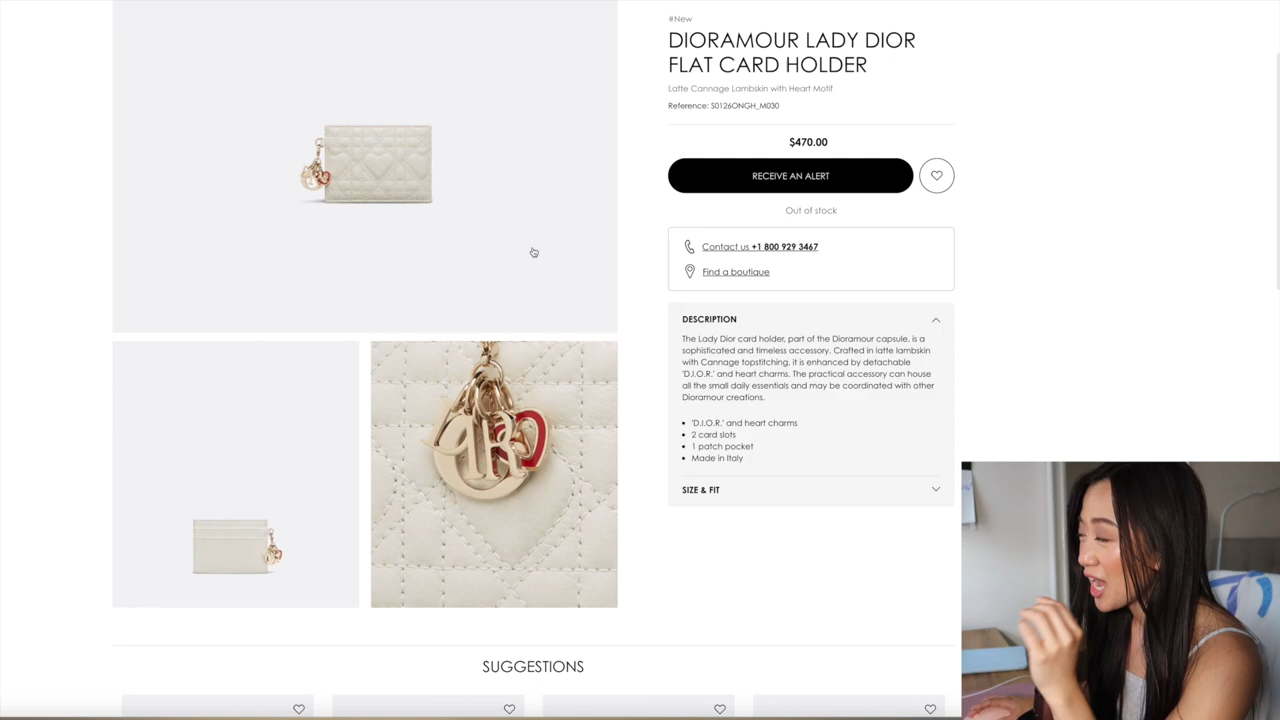 #New
DIORAMOUR LADY DIOR
FLAT CARD HOLDER
Latte Cannage Lambskin with Heart Motif
Reference: S0126ONGH_M030
$470.00
RECEIVE AN ALERT
Out of stock
Contact us +1 800 929 3467
Find a boutique
DESCRIPTION
The Lady Dior card holder, part of the Dioramour capsule, is a
sophisticated and timeless accessory. Crafted in latte lambskin
with Cannage topstitching, it is enhanced by detachable
'D.I.O.R.' and heart charms. The practical accessory can house
all the small daily essentials and may be coordinated with other
Dioramour creations.
• 'D.I.O.R.' and heart charms
• 2 card slots
• 1 patch pocket
• Made in Italy
SIZE & FIT
SUGGESTIONS